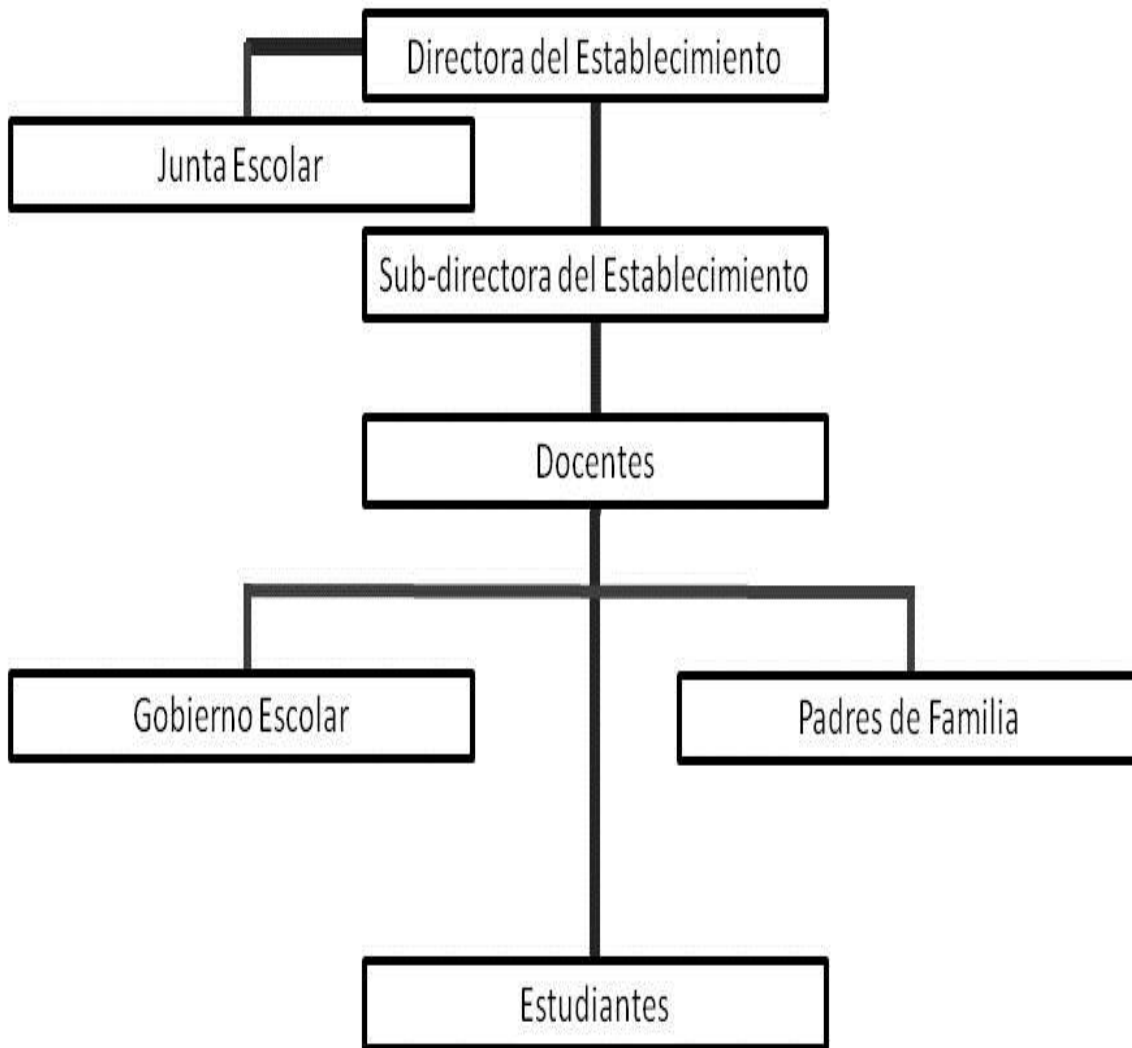 Directora del Establecimiento
Junta Escolar
Sub-directora del Establecimiento
Docentes
Gobierno Escolar
Padres de Familia
Estudiantes